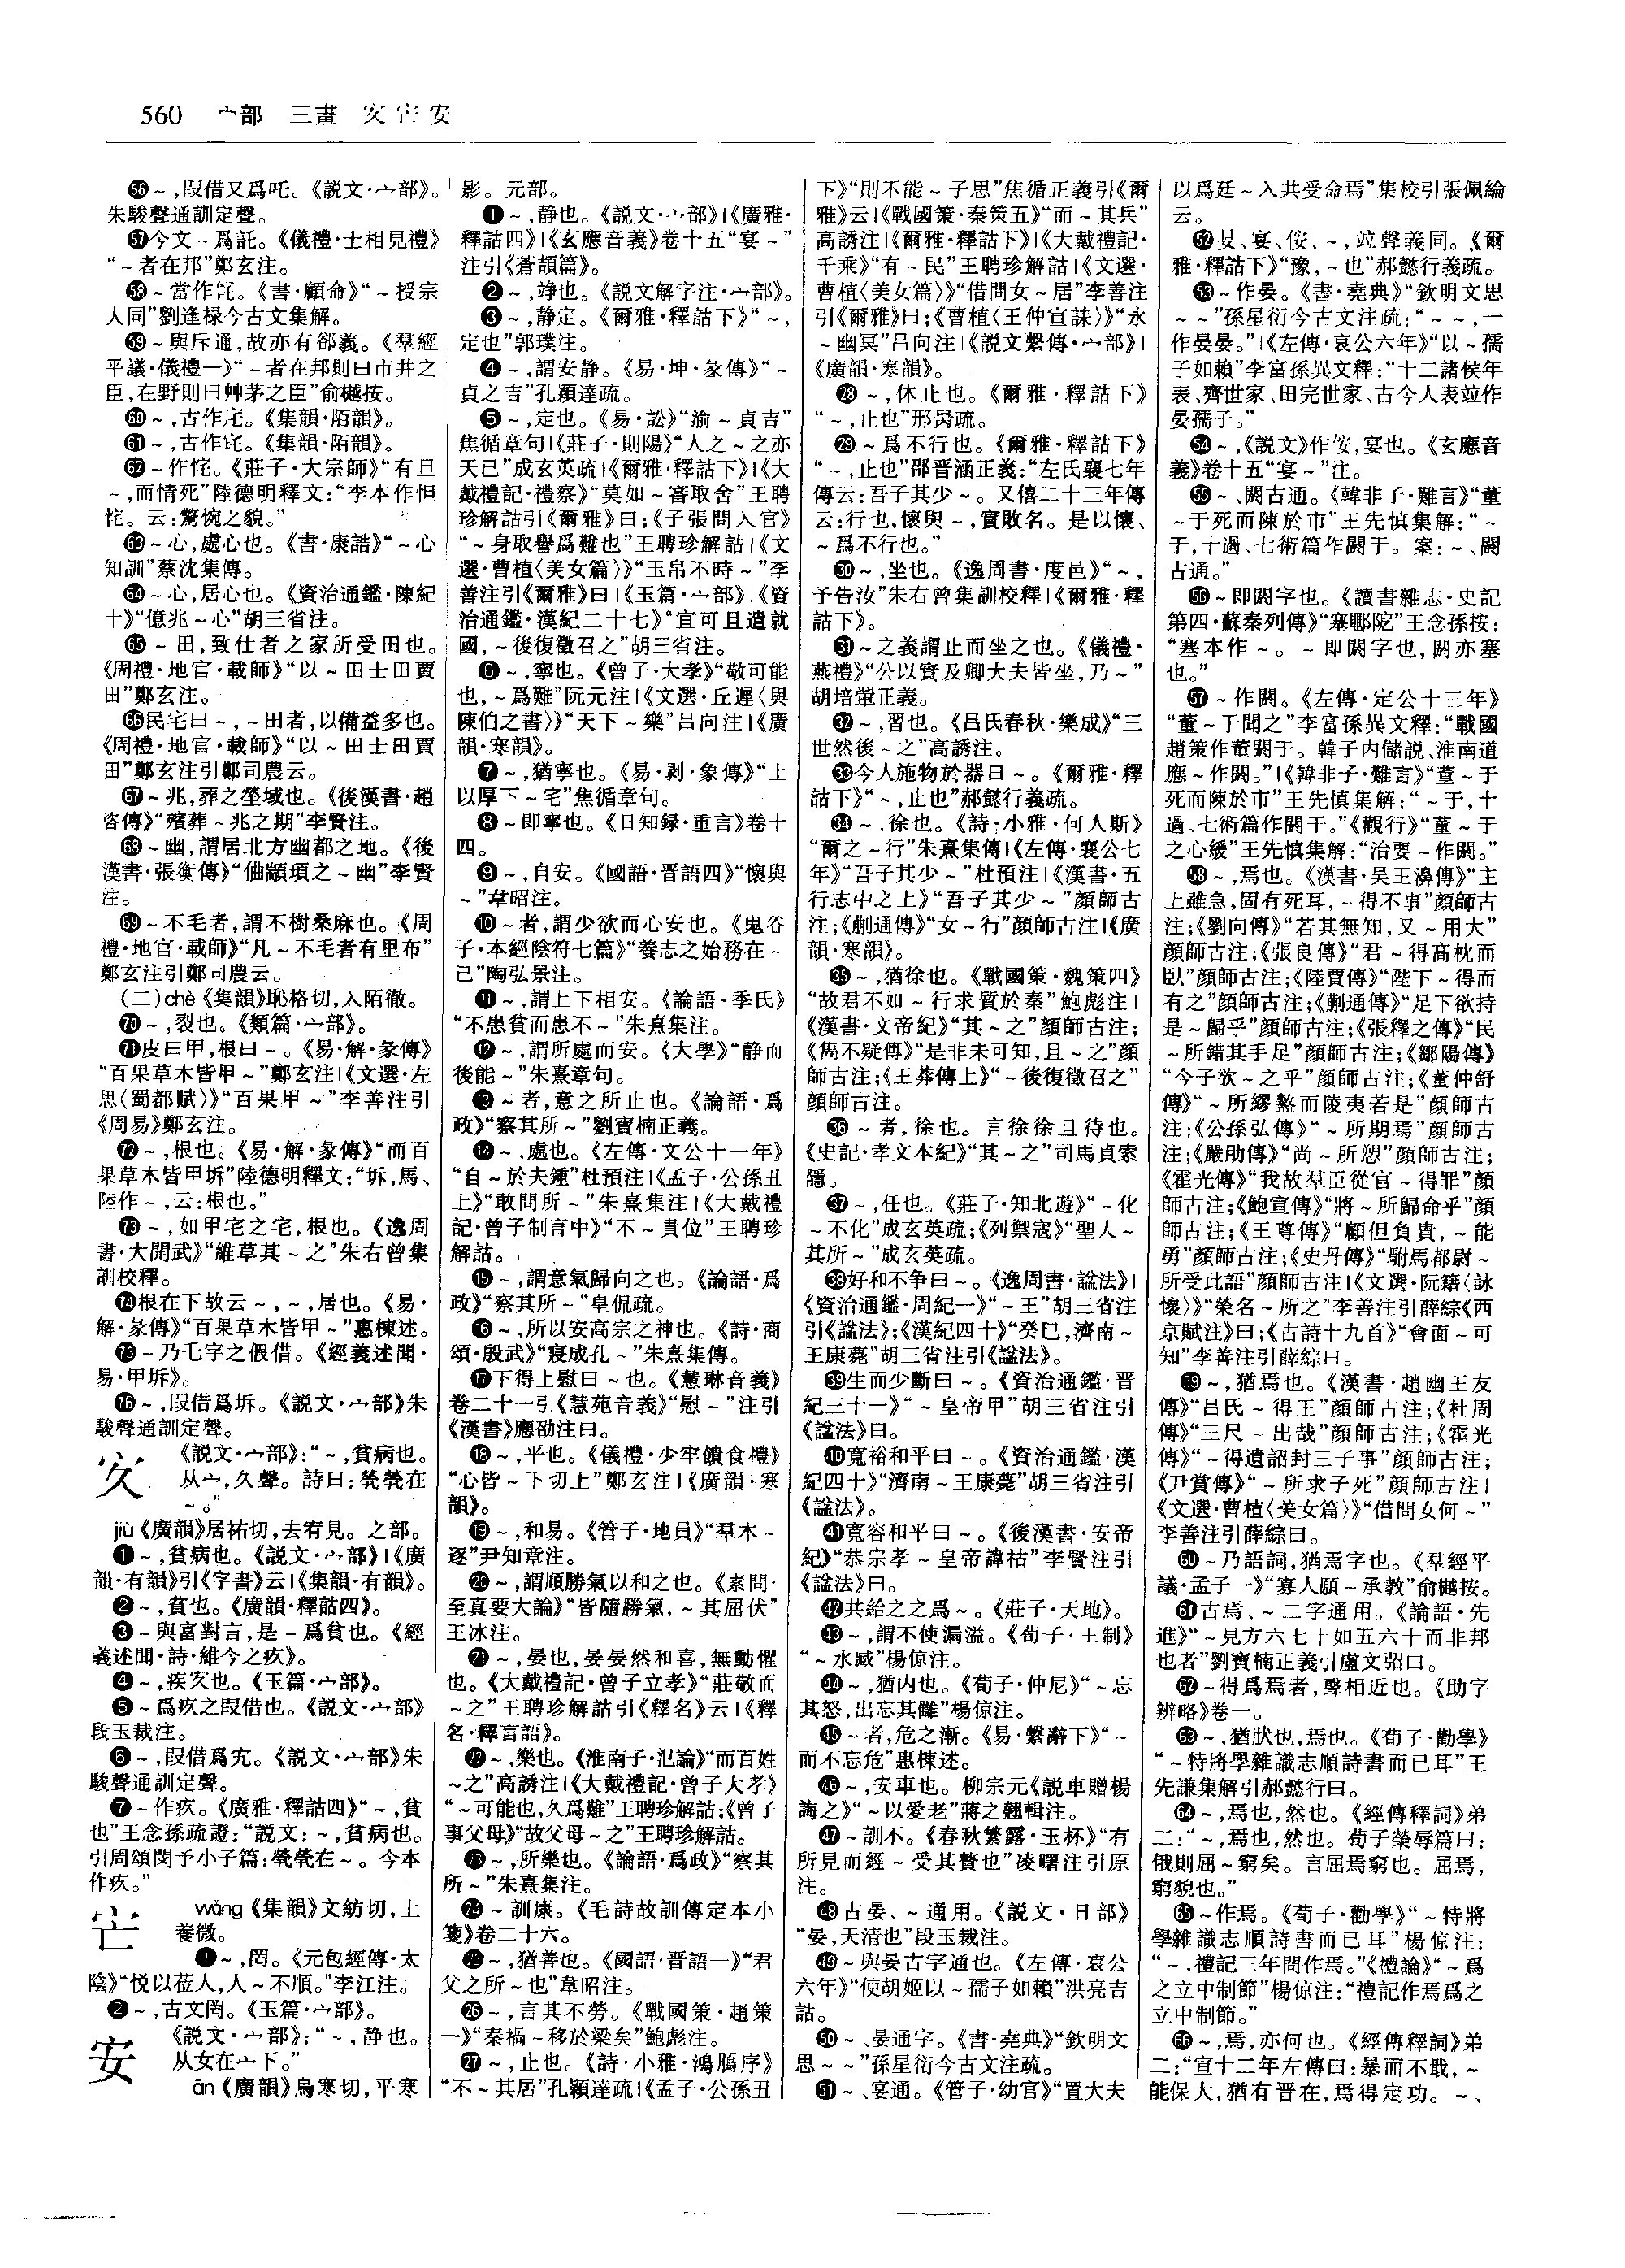 560 宀部 三畫 㝌㝃安
㊶~,叚借又爲吒。《説文·宀部》。
朱駿聲通訓定聲。
57今文~爲託。《儀禮·士相見禮》
“~者在邦”鄭玄注。
58~當作詫。《書·顧命》“~授宗
人同”劉逢禄今古文集解。
59~與斥通,故亦有郤義。《羣經
平議·儀禮一》“~者在邦則曰市井之
臣,在野則曰艸茅之臣”俞樾按。
60~,古作㡯。《集韻·陌韻》。
61~,古作宅。《集韻·陌韻》。
62~作恎。《莊子·大宗師》“有旦
~,而情死”陸德明釋文:“李本作怛
恎。云:驚惋之貌。”
63~心,處心也。《書·康誥》“~心
知訓”蔡沈集傳。
64~心,居心也。《資治通鑑·陳紀
十》“億兆~心”胡三省注。
65~田,致仕者之家所受田也。
《周禮·地官·載師》“以~田士田賈
田”鄭玄注。
66民宅曰~,~田者,以備益多也。
《周禮·地官·載師》“以~田士田賈
田”鄭玄注引鄭司農云。
67~兆,葬之塋域也。《後漢書·趙
咨傳》“殯葬~兆之期”李賢注。
68~幽,謂居北方幽都之地。《後
漢書·張衡傳》“怞顓頊之~幽”李賢
注。
69~不毛者,謂不樹桑麻也。《周
禮·地官·載師》“凡~不毛者有里布”
鄭玄注引鄭司農云。
(二)chè《集韻》恥格切,入陌徹。
70~,裂也。《類篇·宀部》。
71皮曰甲,根曰~。《易·解·彖傳》
“百果草木皆甲~”鄭玄注|《文選·左
思〈蜀都賦〉》“百果甲~”李善注引
《周易》鄭玄注。
72~,根也。《易·解·彖傳》“而百
果草木皆甲坼”陸德明釋文:“坼,馬、
陸作~,云:根也。”
73~,如甲宅之宅,根也。《逸周
書·大開武》“維草其~之”朱右曾集
訓校釋。
74根在下故云~,~,居也。《易·
解·彖傳》“百果草木皆甲~”惠棟述。
75~乃乇字之假借。《經義述聞·
易·甲坼》。
76~,叚借爲坼。《説文·宀部》朱
駿聲通訓定聲。
㝌 《説文·宀部》:“~,貧病也。
从宀,久聲。詩曰:煢煢在
~。”
jiù《廣韻》居祐切,去宥見。之部。
❶~,貧病也。《説文·宀部》|《廣
韻·有韻》引《字書》云|《集韻·有韻》。
❷~,貧也。《廣韻·釋詁四》。
❸~與富對言,是~爲貧也。《經
義述聞·詩·維今之疚》。
❹~,疾㝌也。《玉篇·宀部》。
❺~爲疚之叚借也。《説文·宀部》
段玉裁注。
❻~,叚借爲宄。《説文·宀部》朱
駿聲通訓定聲。
❼~作疚。《廣雅·釋詁四》“~,貧
也”王念孫疏證:“説文:~,貧病也。
引周頌閔予小子篇:煢煢在~。今本
作疚。”
wǎng《集韻》文紡切,上
養微。
❶~,罔。《元包經傳·太
陰》“悦以莅人,人~不順。”李江注。
❷~,古文罔。《玉篇·宀部》。
安 《説文·宀部》:“~,静也。
从女在宀下。”
ān《廣韻》烏寒切,平寒
影。元部。
❶~,静也。《説文·宀部》|《廣雅·
釋詁四》|《玄應音義》卷十五“宴~”
注引《蒼頡篇》。
❷~,竫也。《説文解字注·宀部》。
❸~,静定。《爾雅·釋詁下》“~,
定也”郭璞注。
❹~,謂安静。《易·坤·彖傳》“~
貞之吉”孔穎達疏。
❺~,定也。《易·訟》“渝~貞吉”
焦循章句|《莊子·則陽》“人之~之亦
天已”成玄英疏|《爾雅·釋詁下》|《大
戴禮記·禮察》“莫如~審取舍”王聘
珍解詁引《爾雅》曰;《子張問入官》
“~身取譽爲難也”王聘珍解詁|《文
選·曹植〈美女篇〉》“玉帛不時~”李
善注引《爾雅》曰|《玉篇·宀部》|《資
治通鑑·漢紀二十七》“宜可且遣就
國,~後復徵召之”胡三省注。
❻~,寧也。《曾子·大孝》“敬可能
也,~爲難”阮元注|《文選·丘遲〈與
陳伯之書〉》“天下~樂”吕向注|《廣
韻·寒韻》。
❼~,猶寧也。《易·剥·象傳》“上
以厚下~宅”焦循章句。
❽~即寧也。《日知録·重言》卷十
四。
❾~,自安。《國語·晉語四》“懷與
~”韋昭注。
❿~者,謂少欲而心安也。《鬼谷
子·本經陰符七篇》“養志之始務在~
己”陶弘景注。
⓫~,謂上下相安。《論語·季氏》
“不患貧而患不~”朱熹集注。
⓬~,謂所處而安。《大學》“静而
後能~”朱熹章句。
⓭~者,意之所止也。《論語·爲
政》“察其所~”劉寶楠正義。
⓮~,處也。《左傳·文公十一年》
“自~於夫鍾”杜預注|《孟子·公孫丑
上》“敢問所~”朱熹集注|《大戴禮
記·曾子制言中》“不~貴位”王聘珍
解詁。
⓯~,謂意氣歸向之也。《論語·爲
政》“察其所~”皇侃疏。
⓰~,所以安高宗之神也。《詩·商
頌·殷武》“寢成孔~”朱熹集傳。
⓱下得上慰曰~也。《慧琳音義》
卷二十一引《慧苑音義》“慰~”注引
《漢書》應劭注曰。
⓲~,平也。《儀禮·少牢饋食禮》
“心皆~下切上”鄭玄注|《廣韻·寒
韻》。
⓳~,和易。《管子·地員》“羣木~
逐”尹知章注。
⓴~,謂順勝氣以和之也。《素問·
至真要大論》“皆隨勝氣,~其屈伏”
王冰注。
21~,晏也,晏晏然和喜,無動懼
也。《大戴禮記·曾子立孝》“莊敬而
~之”王聘珍解詁引《釋名》云|《釋
名·釋言語》。
22~,樂也。《淮南子·氾論》“而百姓
~之”高誘注|《大戴禮記·曾子大孝》
“~可能也,久爲難”王聘珍解詁;《曾子
事父母》“故父母~之”王聘珍解詁。
23~,所樂也。《論語·爲政》“察其
所~”朱熹集注。
24~訓康。《毛詩故訓傳定本小
箋》卷二十六。
25~,猶善也。《國語·晉語一》“君
父之所~也”韋昭注。
26~,言其不勞。《戰國策·趙策
一》“秦禍~移於梁矣”鮑彪注。
27~,止也。《詩·小雅·鴻鴈序》
“不~其居”孔穎達疏|《孟子·公孫丑
下》“則不能~子思”焦循正義引《爾
雅》云|《戰國策·秦策五》“而~其兵”
高誘注|《爾雅·釋詁下》|《大戴禮記·
千乘》“有~民”王聘珍解詁|《文選·
曹植〈美女篇〉》“借問女~居”李善注
引《爾雅》曰;《曹植〈王仲宣誄〉》“永
~幽冥”吕向注|《説文繫傳·宀部》|
《廣韻·寒韻》。
28~,休止也。《爾雅·釋詁下》
“~,止也”邢昺疏。
29~爲不行也。《爾雅·釋詁下》
“~,止也”邵晉涵正義:“左氏襄七年
傳云:吾子其少~。又僖二十三年傳
云:行也,懷與~,實敗名。是以懷、
~爲不行也。”
30~,坐也。《逸周書·度邑》“~,
予告汝”朱右曾集訓校釋|《爾雅·釋
詁下》。
31~之義謂止而坐之也。《儀禮·
燕禮》“公以賓及卿大夫皆坐,乃~”
胡培翬正義。
32~,習也。《吕氏春秋·樂成》“三
世然後~之”高誘注。
33今人施物於器曰~。《爾雅·釋
詁下》“~,止也”郝懿行義疏。
34~,徐也。《詩·小雅·何人斯》
“爾之~行”朱熹集傳|《左傳·襄公七
年》“吾子其少~”杜預注|《漢書·五
行志中之上》“吾子其少~”顔師古
注;《蒯通傳》“女~行”顔師古注|《廣
韻·寒韻》。
35~,猶徐也。《戰國策·魏策四》
“故君不如~行求質於秦”鮑彪注|
《漢書·文帝紀》“其~之”顔師古注;
《雋不疑傳》“是非未可知,且~之”顔
師古注;《王莽傳上》“~後復徵召之”
顔師古注。
36~者,徐也。言徐徐且待也。
《史記·孝文本紀》“其~之”司馬貞索
隱。
37~,任也。《莊子·知北遊》“~化
~不化”成玄英疏;《列禦寇》“聖人~
其所~”成玄英疏。
38好和不争曰~。《逸周書·謚法》|
《資治通鑑·周紀一》“~王”胡三省注
引《謚法》;《漢紀四十》“癸巳,濟南~
王康薨”胡三省注引《謚法》。
39生而少斷曰~。《資治通鑑·晉
紀三十一》“~皇帝甲”胡三省注引
《謚法》曰。
40寬裕和平曰~。《資治通鑑·漢
紀四十》“濟南~王康薨”胡三省注引
《謚法》。
41寬容和平曰~。《後漢書·安帝
紀》“恭宗孝~皇帝諱祜”李賢注引
《謚法》曰。
42共給之之爲~。《莊子·天地》。
43~,謂不使漏溢。《荀子·王制》
“~水臧”楊倞注。
44~,猶内也。《荀子·仲尼》“~忘
其怒,出忘其讎”楊倞注。
45~者,危之漸。《易·繫辭下》“~
而不忘危”惠棟述。
46~,安車也。柳宗元《説車贈楊
誨之》“~以愛老”蔣之翹輯注。
47~訓不。《春秋繁露·玉杯》“有
所見而經~受其贅也”凌曙注引原
注。
48古晏、~通用。《説文·日部》
“晏,天清也”段玉裁注。
49~與晏古字通也。《左傳·哀公
六年》“使胡姬以~孺子如賴”洪亮吉
詁。
50~、晏通字。《書·堯典》“欽明文
思~~”孫星衍今古文注疏。
51~、宴通。《管子·幼官》“置大夫
以爲廷~入共受命焉”集校引張佩綸
云。
52妟、宴、侒、~,竝聲義同。《爾
雅·釋詁下》“豫,~也”郝懿行義疏。
53~作晏。《書·堯典》“欽明文思
~~”孫星衍今古文注疏:“~~,一
作晏晏。”|《左傳·哀公六年》“以~孺
子如賴”李富孫異文釋:“十二諸侯年
表、齊世家、田完世家、古今人表竝作
晏孺子。”
54~,《説文》作侒,宴也。《玄應音
義》卷十五“宴~”注。
55~、閼古通。《韓非子·難言》“董
~于死而陳於市”王先慎集解:“~
于,十過、七術篇作閼于。案:~、閼
古通。”
56~即閼字也。《讀書雜志·史記
第四·蘇秦列傳》“塞鄳阸”王念孫按:
“塞本作~。~即閼字也,閼亦塞
也。”
57~作閼。《左傳·定公十三年》
“董~于聞之”李富孫異文釋:“戰國
趙策作董閼于。韓子内儲説、淮南道
應~作閼。”|《韓非子·難言》“董~于
死而陳於市”王先慎集解:“~于,十
過、七術篇作閼于。”《觀行》“董~于
之心緩”王先慎集解:“治要~作閼。”
58~,焉也。《漢書·吴王濞傳》“主
上雖急,固有死耳,~得不事”顔師古
注;《劉向傳》“若其無知,又~用大”
顔師古注;《張良傳》“君~得高枕而
臥”顔師古注;《陸賈傳》“陛下~得而
有之”顔師古注;《蒯通傳》“足下欲持
是~歸乎”顔師古注;《張釋之傳》“民
~所錯其手足”顔師古注;《鄒陽傳》
“今子欲~之乎”顔師古注;《董仲舒
傳》“~所繆盭而陵夷若是”顔師古
注;《公孫弘傳》“~所期焉”顔師古
注;《嚴助傳》“尚~所愬”顔師古注;
《霍光傳》“我故羣臣從官~得罪”顔
師古注;《鮑宣傳》“將~所歸命乎”顔
師古注;《王尊傳》“顧但負貴,~能
勇”顔師古注;《史丹傳》“駙馬都尉~
所受此語”顔師古注|《文選·阮籍〈詠
懷〉》“榮名~所之”李善注引薛綜《西
京賦注》曰;《古詩十九首》“會面~可
知”李善注引薛綜曰。
59~,猶焉也。《漢書·趙幽王友
傳》“吕氏~得王”顔師古注;《杜周
傳》“三尺~出哉”顔師古注;《霍光
傳》“~得遺詔封三子事”顔師古注;
《尹賞傳》“~所求子死”顔師古注|
《文選·曹植〈美女篇〉》“借問女何~”
李善注引薛綜曰。
60~乃語詞,猶焉字也。《羣經平
議·孟子一》“寡人願~承教”俞樾按。
61古焉、~二字通用。《論語·先
進》“~見方六七十如五六十而非邦
也者”劉寶楠正義引盧文弨曰。
62~得爲焉者,聲相近也。《助字
辨略》卷一。
63~,猶肰也,焉也。《荀子·勸學》
“~特將學雜識志順詩書而已耳”王
先謙集解引郝懿行曰。
64~,焉也,然也。《經傳釋詞》弟
二:“~,焉也,然也。荀子榮辱篇曰:
俄則屈~窮矣。言屈焉窮也。屈焉,
窮貌也。”
65~作焉。《荀子·勸學》“~特將
學雜識志順詩書而已耳”楊倞注:
“~,禮記三年問作焉。”《禮論》“~爲
之立中制節”楊倞注:“禮記作焉爲之
立中制節。”
66~,焉,亦何也。《經傳釋詞》弟
二:“宣十二年左傳曰:暴而不戢,~
能保大,猶有晉在,焉得定功。~、